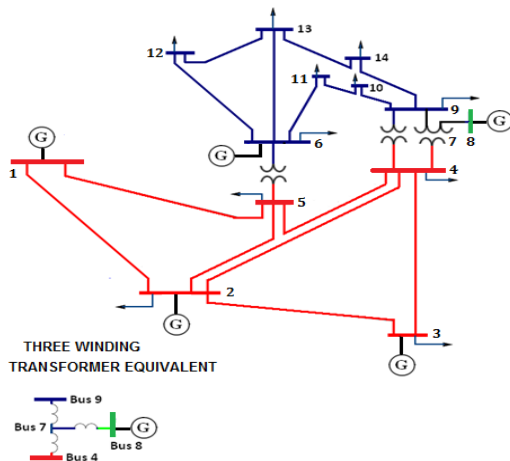 13
12
14
11
10
9
G
6
7
8
G
G
1
4
5
2
G
3
G
THREE WINDING
TRANSFORMER EQUIVALENT
Bus 9
Bus 7
G
Bus 8
Bus 4